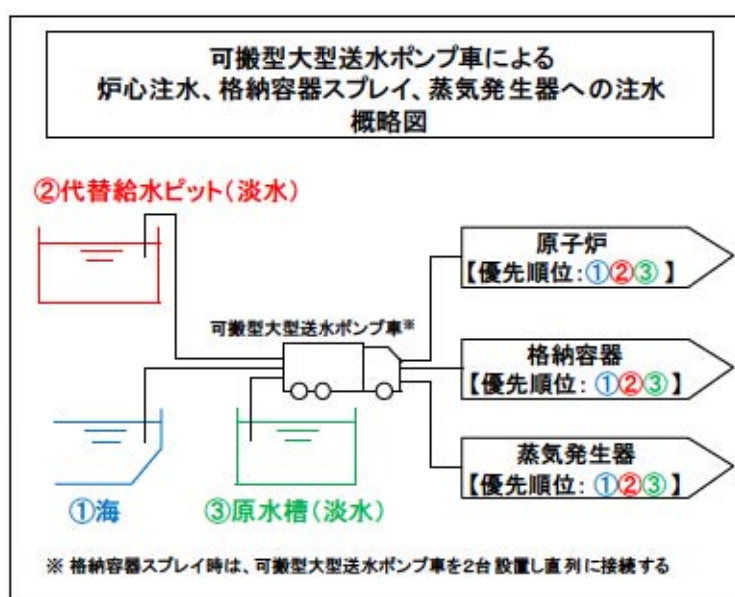 可搬型大型送水ポンプ車による
炉心注水、格納容器スプレイ、蒸気発生器への注水
概略図
②代替給水ピット(淡水)
原子炉
【優先順位:①②③ 】
可搬型大型送水ポンプ車※
格納容器
【優先順位: ①②③ 】
蒸気発生器
【優先順位: ①②③ 】
①海
③原水槽(淡水)
※ 格納容器スプレイ時は、可搬型大型送水ポンプ車を2台設置し直列に接続する